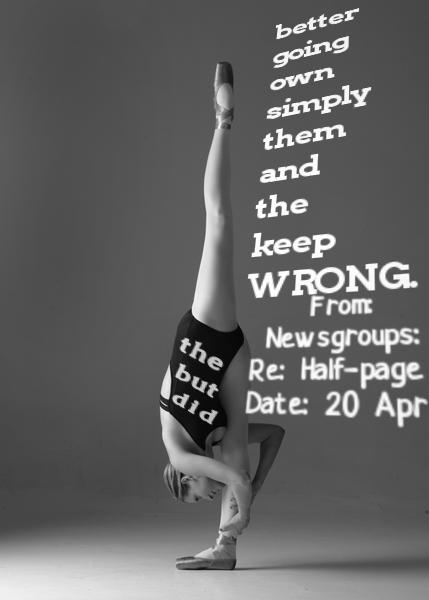 better
going
own
simply
them
and
the
keep
WRONG.
From:
Newsgroups:
Re: Half-page
Date: 20 Apr
the
but
did